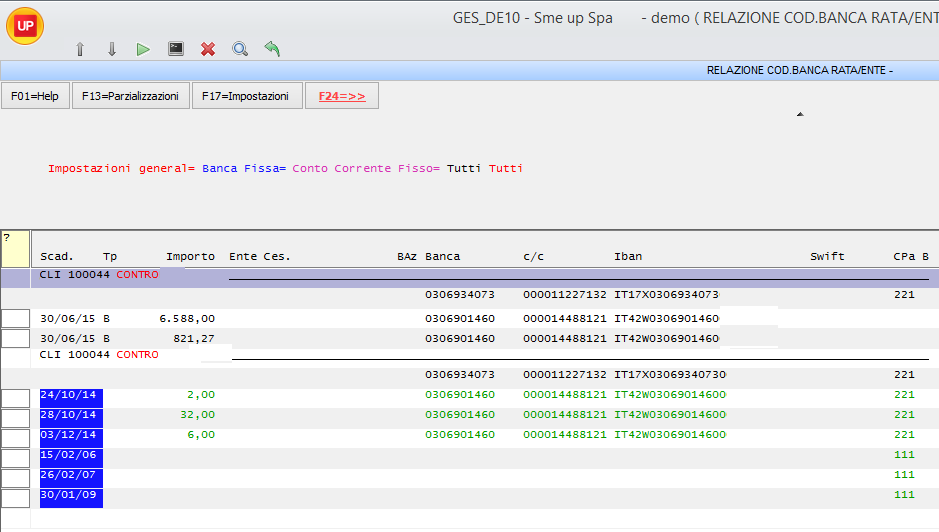 UP
GES_DE10 - Sme up Spa - demo ( RELAZIONE COD.BANCA RATA/ENT
RELAZIONE COD.BANCA RATA/ENTE -
F01=Help F13=Parzializzazioni F17=Impostazioni F24=>>
Impostazioni general= Banca Fissa= Conto Corrente Fisso= Tutti Tutti
?
Scad. Tp Importo Ente Ces. BAz Banca c/c Iban Swift CPa B
CLI 100044 CONTRO
0306934073 000011227132 IT17X0306934073 221
30/06/15 B 6.588,00 0306901460 000014488121 IT42W0306901460
30/06/15 B 821,27 0306901460 000014488121 IT42W0306901460
CLI 100044 CONTRO
0306934073 000011227132 IT17X03069340730 221
24/10/14 2,00 0306901460 000014488121 IT42W03069014600 221
28/10/14 32,00 0306901460 000014488121 IT42W03069014600 221
03/12/14 6,00 0306901460 000014488121 IT42W03069014600 221
15/02/06 111
26/02/07 111
30/01/09 111